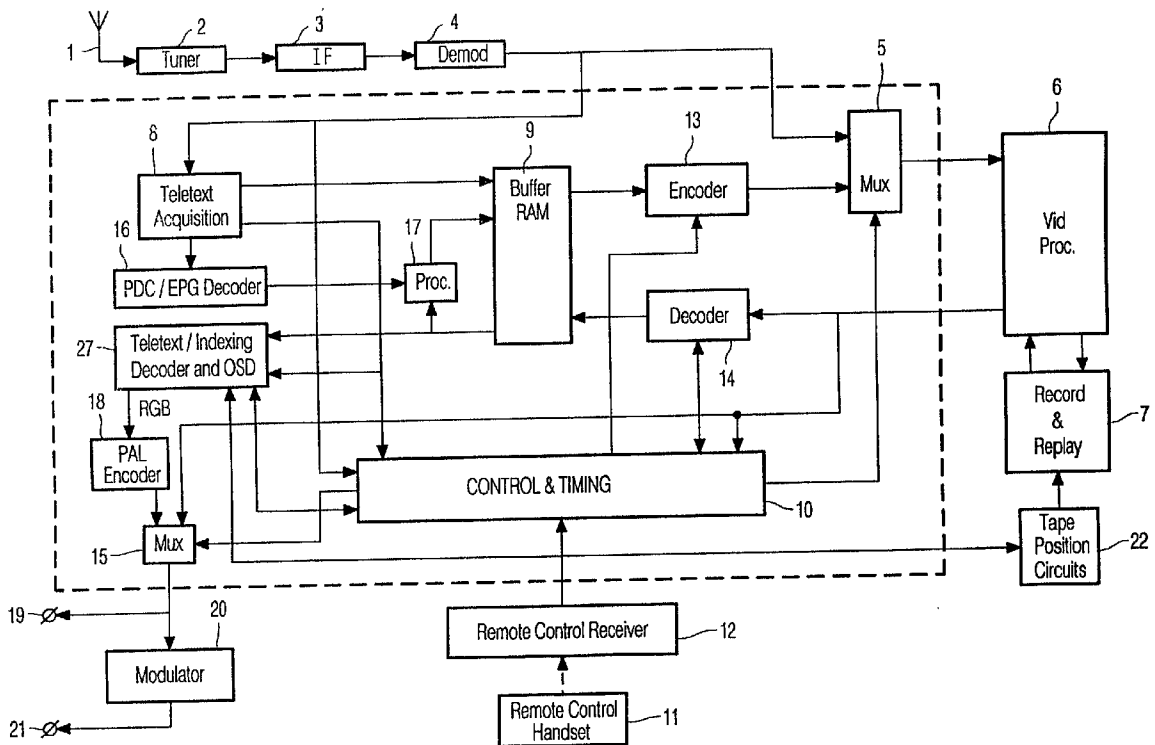 1
2
Tuner
3
IF
4
Demod
5
Mux
6
Vid
Proc.
8
Teletext
Acquisition
9
Buffer
RAM
13
Encoder
16
PDC / EPG Decoder
17
Proc.
Decoder
14
27
Teletext / Indexing
Decoder and OSD
RGB
18
PAL
Encoder
Record
&
Replay
7
CONTROL & TIMING
10
15
Mux
Tape
Position
Circuits
22
19
20
Modulator
21
Remote Control Receiver
12
Remote Control
Handset
11